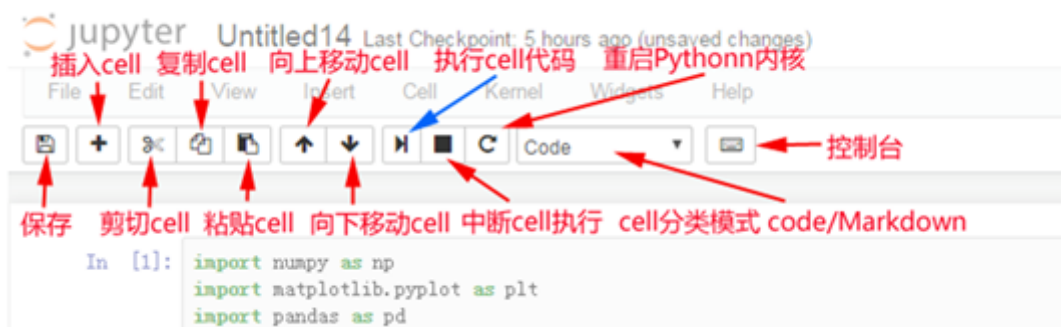 jupyter Untitled14 Last Checkpoint: 5 hours ago (unsaved changes)
插入cell 复制cell 向上移动cell 执行cell代码 重启Pythonn内核
File Edit View Insert Cell Kernel Widgets Help
Code 控制台
保存 剪切cell 粘贴cell 向下移动cell 中断cell执行 cell分类模式 code/Markdown
In [1]: import numpy as np
import matplotlib.pyplot as plt
import pandas as pd